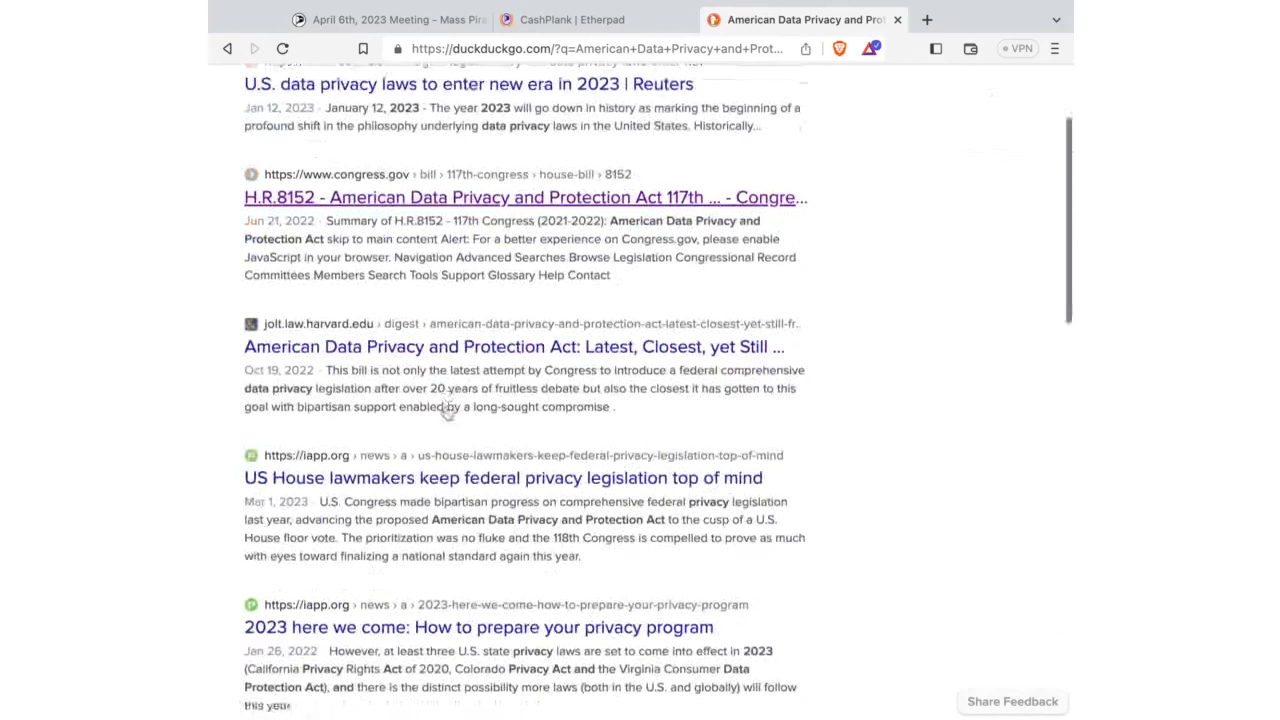 April 6th, 2023 Meeting - Mass Pira
CashPlank | Etherpad
American Data Privacy and Prot
https://duckduckgo.com/?q=American+Data+Privacy+and+Prot...
VPN
U.S. data privacy laws to enter new era in 2023 | Reuters
Jan 12, 2023 · January 12, 2023 - The year 2023 will go down in history as marking the beginning of a
profound shift in the philosophy underlying data privacy laws in the United States. Historically...
https://www.congress.gov › bill › 117th-congress › house-bill › 8152
H.R.8152 - American Data Privacy and Protection Act 117th ... - Congre...
Jun 21, 2022 · Summary of H.R.8152 - 117th Congress (2021-2022): American Data Privacy and
Protection Act skip to main content Alert: For a better experience on Congress.gov, please enable
JavaScript in your browser. Navigation Advanced Searches Browse Legislation Congressional Record
Committees Members Search Tools Support Glossary Help Contact
jolt.law.harvard.edu › digest › american-data-privacy-and-protection-act-latest-closest-yet-still-fr..
American Data Privacy and Protection Act: Latest, Closest, yet Still ...
Oct 19, 2022 · This bill is not only the latest attempt by Congress to introduce a federal comprehensive
data privacy legislation after over 20 years of fruitless debate but also the closest it has gotten to this
goal with bipartisan support enabled by a long-sought compromise .
https://iapp.org › news › a › us-house-lawmakers-keep-federal-privacy-legislation-top-of-mind
US House lawmakers keep federal privacy legislation top of mind
Mar 1, 2023 · U.S. Congress made bipartisan progress on comprehensive federal privacy legislation
last year, advancing the proposed American Data Privacy and Protection Act to the cusp of a U.S.
House floor vote. The prioritization was no fluke and the 118th Congress is compelled to prove as much
with eyes toward finalizing a national standard again this year.
https://iapp.org › news › a › 2023-here-we-come-how-to-prepare-your-privacy-program
2023 here we come: How to prepare your privacy program
Jan 26, 2022 · However, at least three U.S. state privacy laws are set to come into effect in 2023
(California Privacy Rights Act of 2020, Colorado Privacy Act and the Virginia Consumer Data
Protection Act), and there is the distinct possibility more laws (both in the U.S. and globally) will follow
this year
Share Feedback